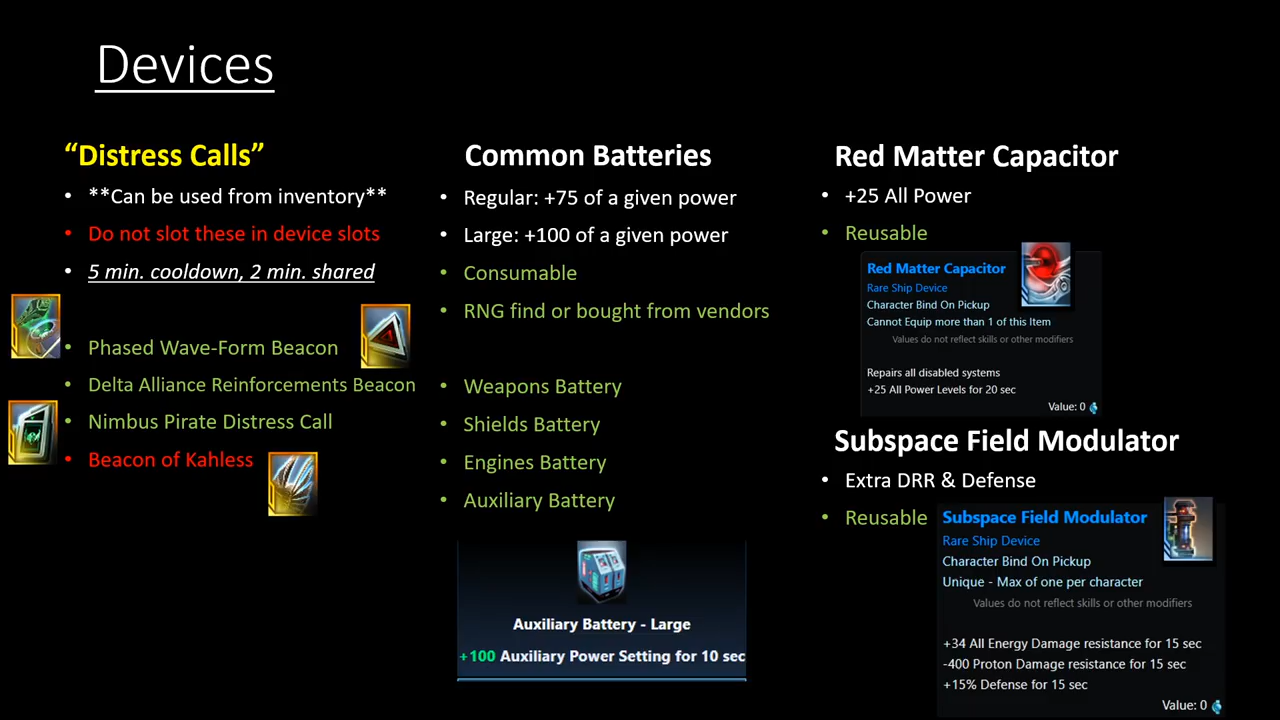 Devices
“Distress Calls”
• **Can be used from inventory**
• Do not slot these in device slots
• 5 min. cooldown, 2 min. shared
• Phased Wave-Form Beacon
• Delta Alliance Reinforcements Beacon
• Nimbus Pirate Distress Call
• Beacon of Kahless
Common Batteries
• Regular: +75 of a given power
• Large: +100 of a given power
• Consumable
• RNG find or bought from vendors
• Weapons Battery
• Shields Battery
• Engines Battery
• Auxiliary Battery
Auxiliary Battery - Large
+100 Auxiliary Power Setting for 10 sec
Red Matter Capacitor
• +25 All Power
• Reusable
Red Matter Capacitor
Rare Ship Device
Character Bind On Pickup
Cannot Equip more than 1 of this Item
Values do not reflect skills or other modifiers
Repairs all disabled systems
+25 All Power Levels for 20 sec
Value: 0
Subspace Field Modulator
• Extra DRR & Defense
• Reusable
Subspace Field Modulator
Rare Ship Device
Character Bind On Pickup
Unique - Max of one per character
Values do not reflect skills or other modifiers
+34 All Energy Damage resistance for 15 sec
-400 Proton Damage resistance for 15 sec
+15% Defense for 15 sec
Value: 0